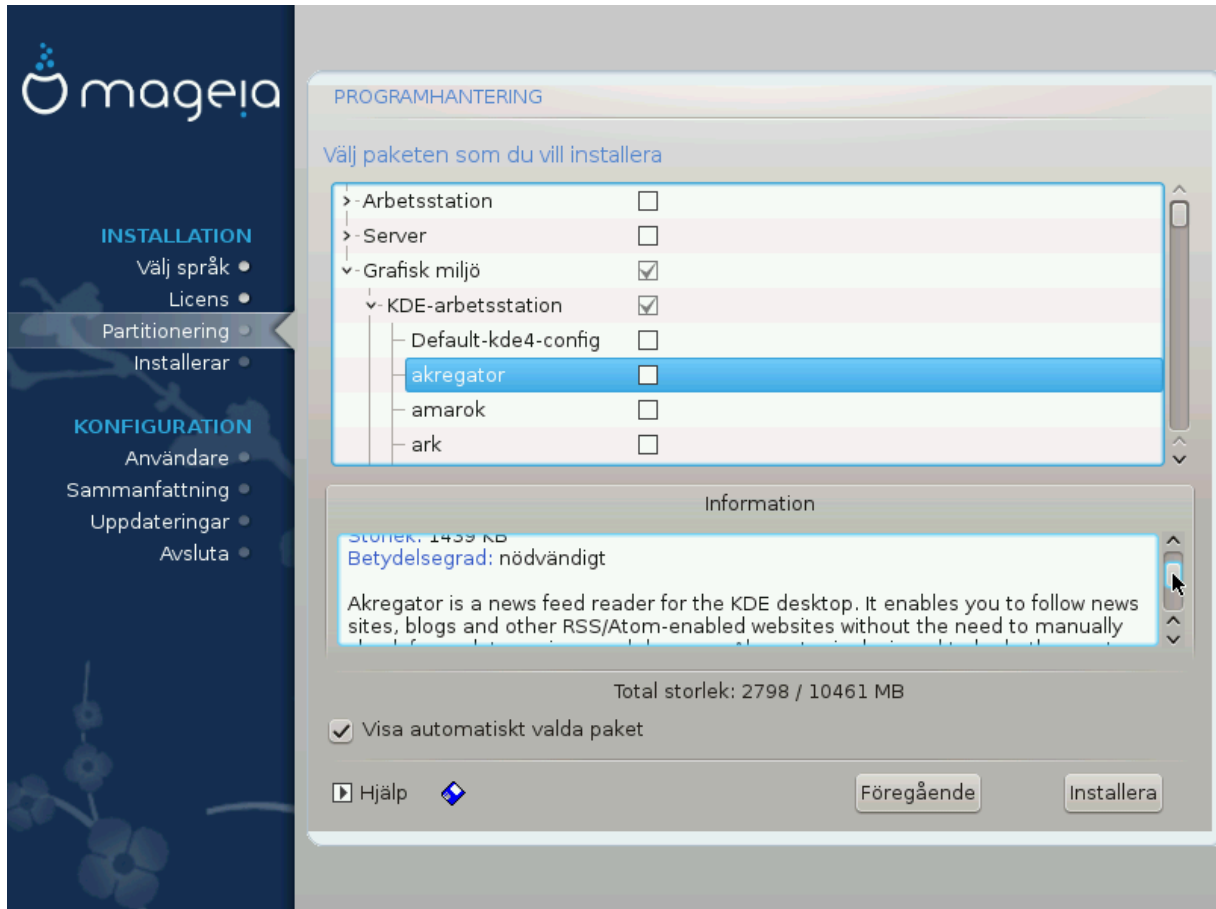 mageia
INSTALLATION
Välj språk
Licens
Partitionering
Installerar
KONFIGURATION
Användare
Sammanfattning
Uppdateringar
Avsluta
PROGRAMHANTERING
Välj paketen som du vill installera
Arbetsstation
Server
Grafisk miljö
KDE-arbetsstation
Default-kde4-config
akregator
amarok
ark
Information
Storlek: 1439 KB
Betydelsegrad: nödvändigt
Akregator is a news feed reader for the KDE desktop. It enables you to follow news
sites, blogs and other RSS/Atom-enabled websites without the need to manually
Total storlek: 2798 / 10461 MB
Visa automatiskt valda paket
Hjälp
Föregående
Installera